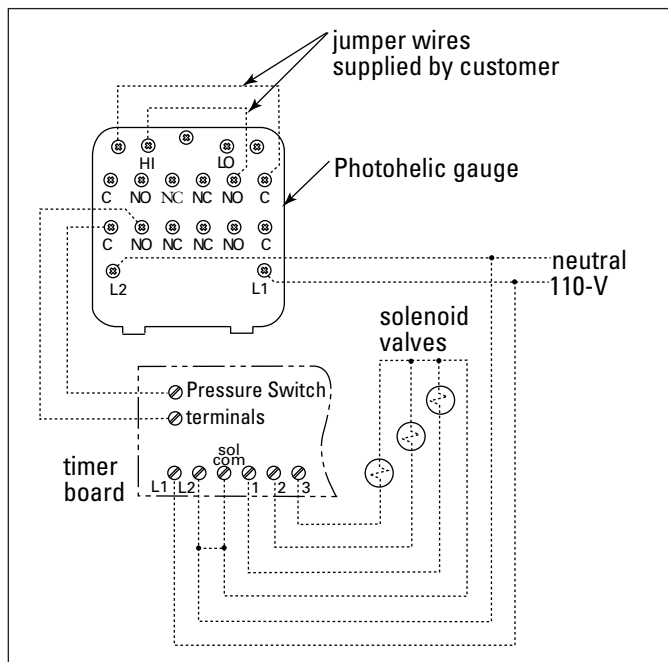 jumper wires
supplied by customer
HI LO
C NO NC NC NO C
Photohelic gauge
C NO NC NC NO C
L2 L1
neutral
110-V
solenoid
valves
Pressure Switch
terminals
timer
board
sol
com
L1 L2 1 2 3